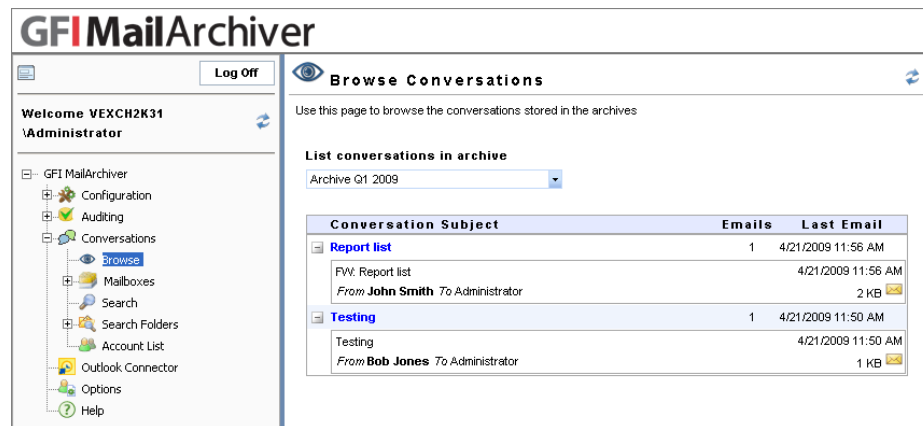 GFI MailArchiver
Log Off
Welcome VEXCH2K31
\Administrator
GFI MailArchiver
Configuration
Auditing
Conversations
Browse
Mailboxes
Search
Search Folders
Account List
Outlook Connector
Options
Help
Browse Conversations
Use this page to browse the conversations stored in the archives
List conversations in archive
Archive Q1 2009
Conversation Subject Emails Last Email
Report list 1 4/21/2009 11:56 AM
FW: Report list 4/21/2009 11:56 AM
From John Smith To Administrator 2 KB
Testing 1 4/21/2009 11:50 AM
Testing 4/21/2009 11:50 AM
From Bob Jones To Administrator 1 KB